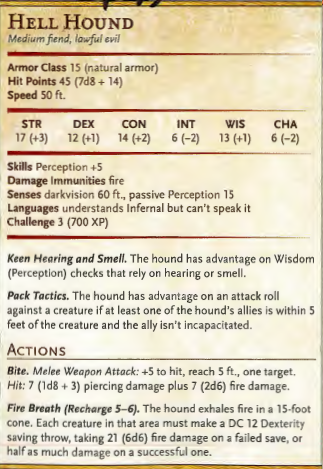 HELL HOUND
Medium fiend, lawful evil
Armor Class 15 (natural armor)
Hit Points 45 (7d8 + 14)
Speed 50 ft.
STR DEX CON INT WIS CHA
17 (+3) 12 (+1) 14 (+2) 6 (−2) 13 (+1) 6 (−2)
Skills Perception +5
Damage Immunities fire
Senses darkvision 60 ft., passive Perception 15
Languages understands Infernal but can't speak it
Challenge 3 (700 XP)
Keen Hearing and Smell. The hound has advantage on Wisdom
(Perception) checks that rely on hearing or smell.
Pack Tactics. The hound has advantage on an attack roll
against a creature if at least one of the hound's allies is within 5
feet of the creature and the ally isn't incapacitated.
ACTIONS
Bite. Melee Weapon Attack: +5 to hit, reach 5 ft., one target.
Hit: 7 (1d8 + 3) piercing damage plus 7 (2d6) fire damage.
Fire Breath (Recharge 5–6). The hound exhales fire in a 15-foot
cone. Each creature in that area must make a DC 12 Dexterity
saving throw, taking 21 (6d6) fire damage on a failed save, or
half as much damage on a successful one.